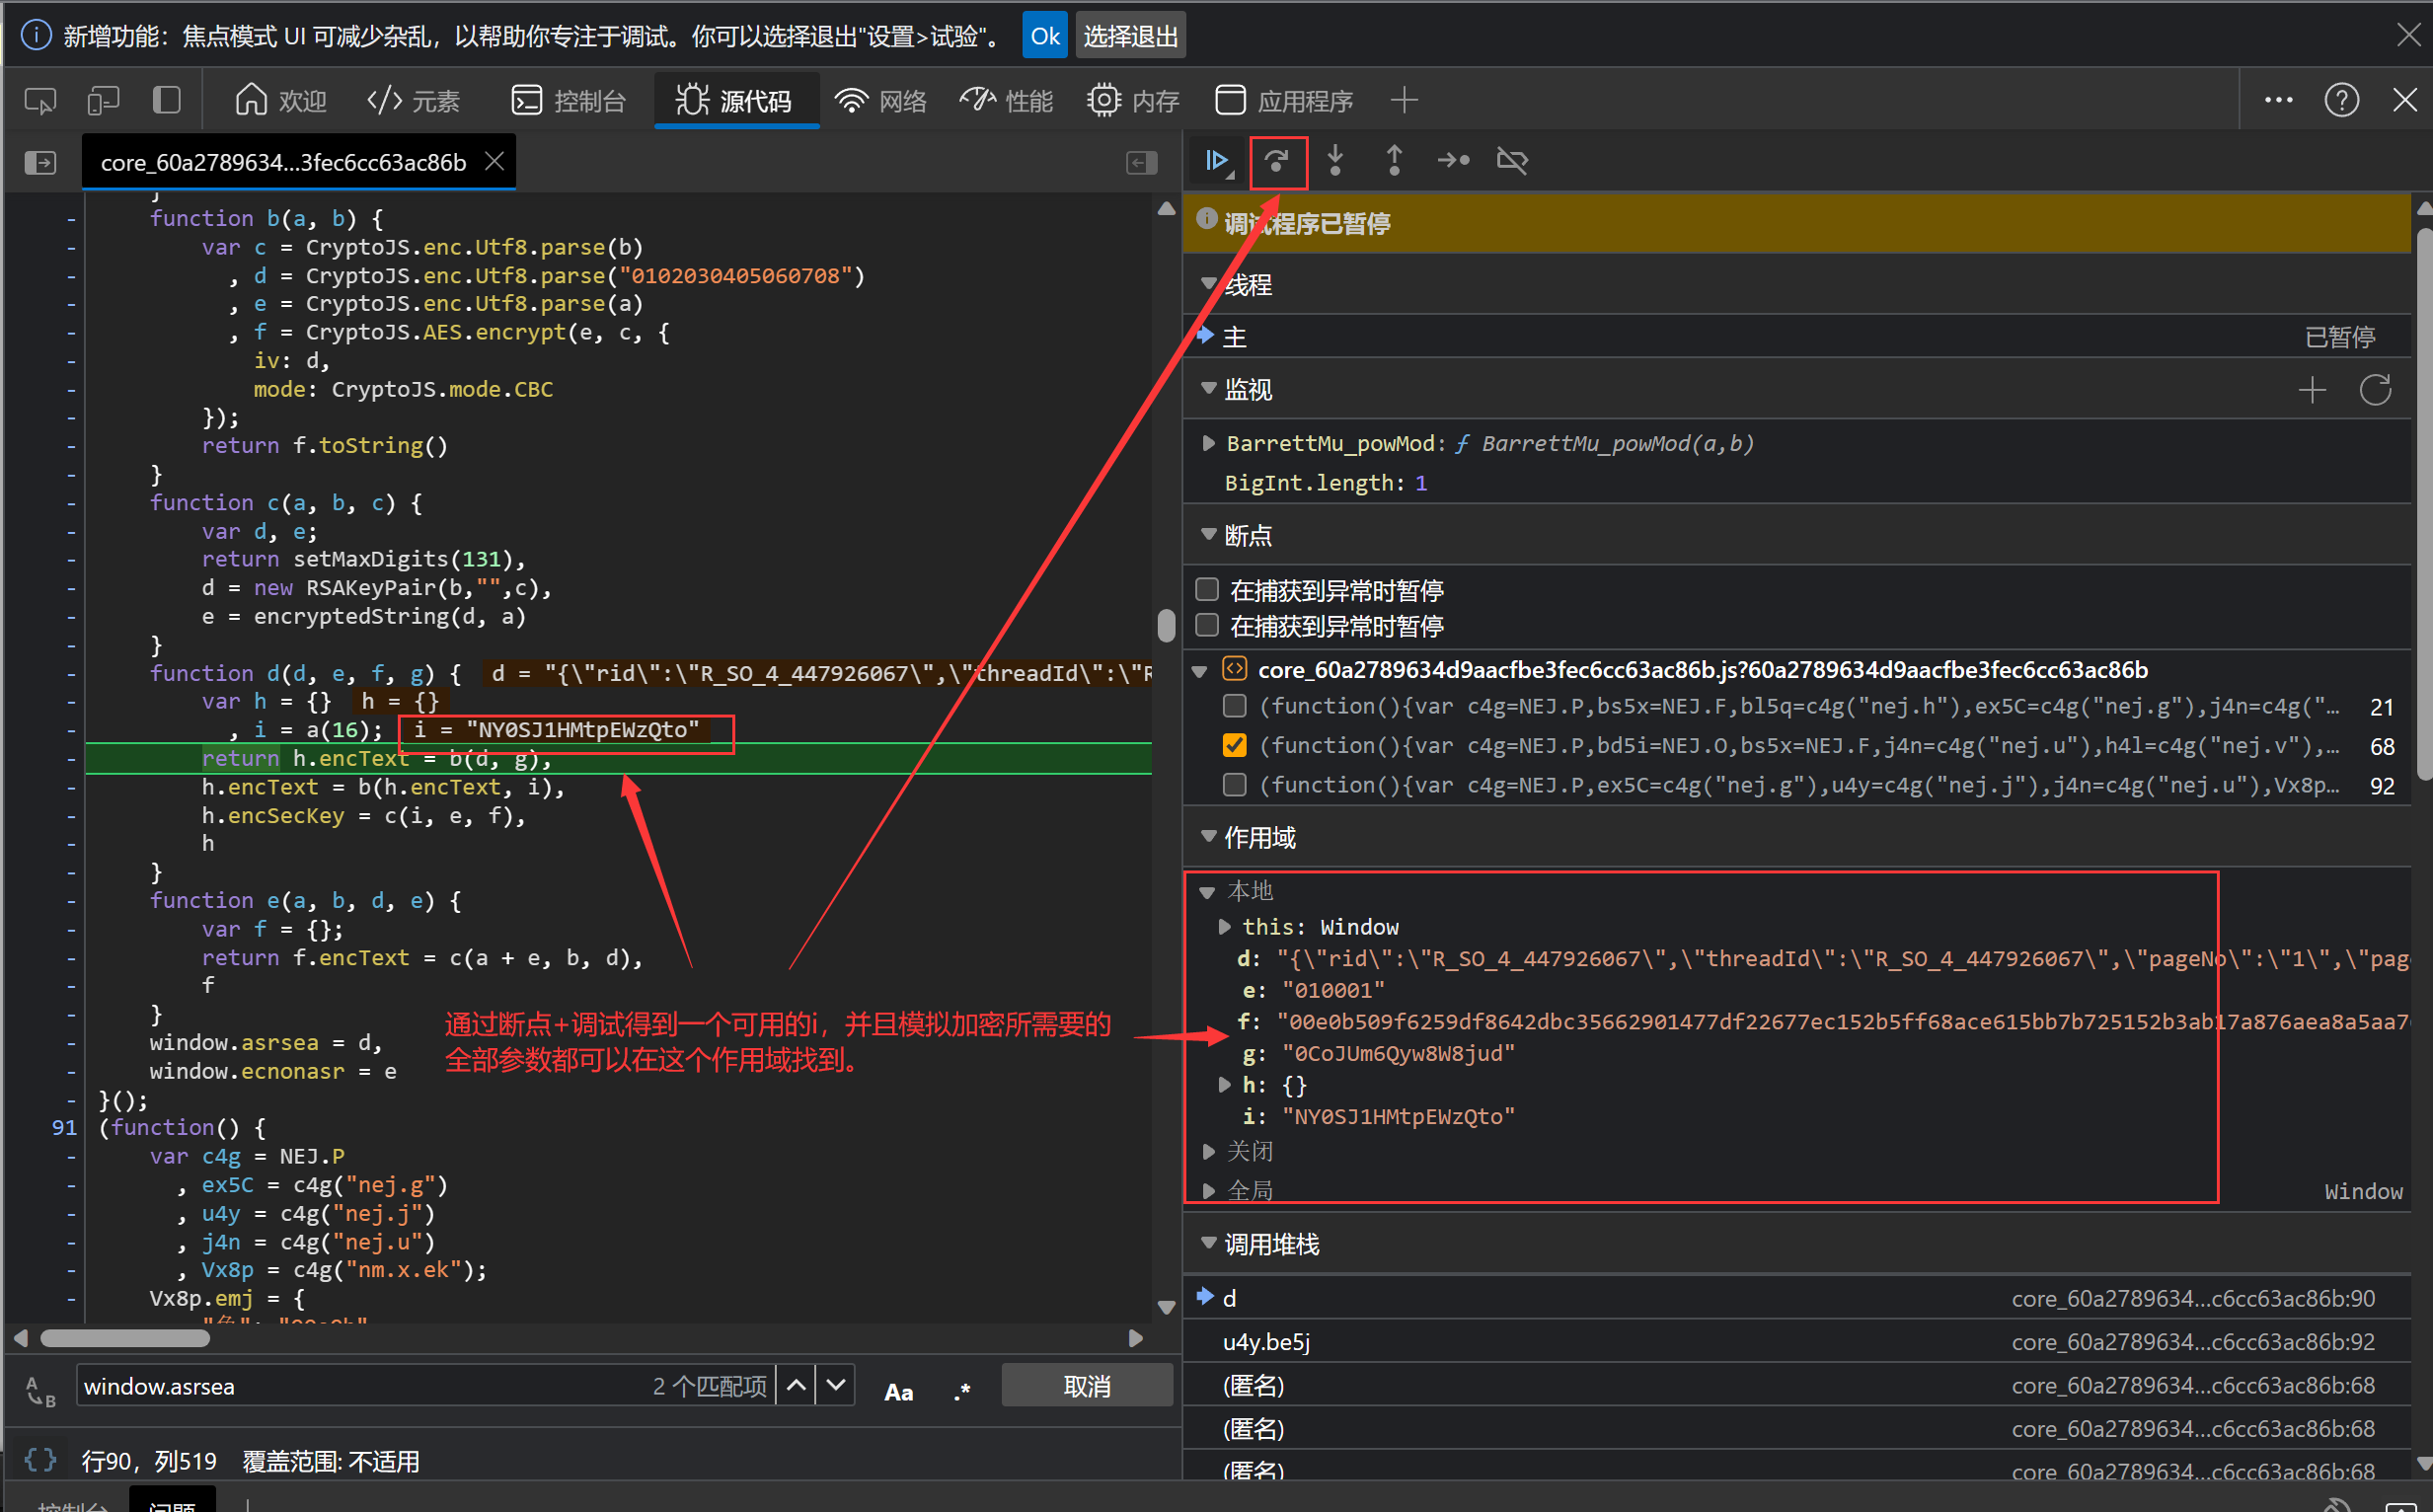 新增功能：焦点模式 UI 可减少杂乱，以帮助你专注于调试。你可以选择退出"设置>试验"。 Ok 选择退出
欢迎 元素 控制台 源代码 网络 性能 内存 应用程序
core_60a2789634...3fec6cc63ac86b
}
function b(a, b) {
var c = CryptoJS.enc.Utf8.parse(b)
, d = CryptoJS.enc.Utf8.parse("0102030405060708")
, e = CryptoJS.enc.Utf8.parse(a)
, f = CryptoJS.AES.encrypt(e, c, {
iv: d,
mode: CryptoJS.mode.CBC
});
return f.toString()
}
function c(a, b, c) {
var d, e;
return setMaxDigits(131),
d = new RSAKeyPair(b,"",c),
e = encryptedString(d, a)
}
function d(d, e, f, g) { d = "{\"rid\":\"R_SO_4_447926067\",\"threadId\":\"R
var h = {} h = {}
, i = a(16); i = "NY0SJ1HMtpEWzQto"
return h.encText = b(d, g),
h.encText = b(h.encText, i),
h.encSecKey = c(i, e, f),
h
}
function e(a, b, d, e) {
var f = {};
return f.encText = c(a + e, b, d),
f
}
window.asrsea = d,
window.ecnonasr = e
}();
91 (function() {
var c4g = NEJ.P
, ex5C = c4g("nej.g")
, u4y = c4g("nej.j")
, j4n = c4g("nej.u")
, Vx8p = c4g("nm.x.ek");
Vx8p.emj = {
通过断点+调试得到一个可用的i，并且模拟加密所需要的
全部参数都可以在这个作用域找到。
window.asrsea 2 个匹配项 Aa .* 取消
行90，列519 覆盖范围: 不适用
控制台 问题
调试程序已暂停
线程
主 已暂停
监视
BarrettMu_powMod: ƒ BarrettMu_powMod(a,b)
BigInt.length: 1
断点
在捕获到异常时暂停
在捕获到异常时暂停
core_60a2789634d9aacfbe3fec6cc63ac86b.js?60a2789634d9aacfbe3fec6cc63ac86b
(function(){var c4g=NEJ.P,bs5x=NEJ.F,bl5q=c4g("nej.h"),ex5C=c4g("nej.g"),j4n=c4g("… 21
(function(){var c4g=NEJ.P,bd5i=NEJ.O,bs5x=NEJ.F,j4n=c4g("nej.u"),h4l=c4g("nej.v"),… 68
(function(){var c4g=NEJ.P,ex5C=c4g("nej.g"),u4y=c4g("nej.j"),j4n=c4g("nej.u"),Vx8p… 92
作用域
本地
this: Window
d: "{\"rid\":\"R_SO_4_447926067\",\"threadId\":\"R_SO_4_447926067\",\"pageNo\":\"1\",\"pag
e: "010001"
f: "00e0b509f6259df8642dbc35662901477df22677ec152b5ff68ace615bb7b725152b3ab17a876aea8a5aa7
g: "0CoJUm6Qyw8W8jud"
h: {}
i: "NY0SJ1HMtpEWzQto"
关闭
全局 Window
调用堆栈
d core_60a2789634...c6cc63ac86b:90
u4y.be5j core_60a2789634...c6cc63ac86b:92
(匿名) core_60a2789634...c6cc63ac86b:68
(匿名) core_60a2789634...c6cc63ac86b:68
(匿名) core_60a2789634...c6cc63ac86b:68